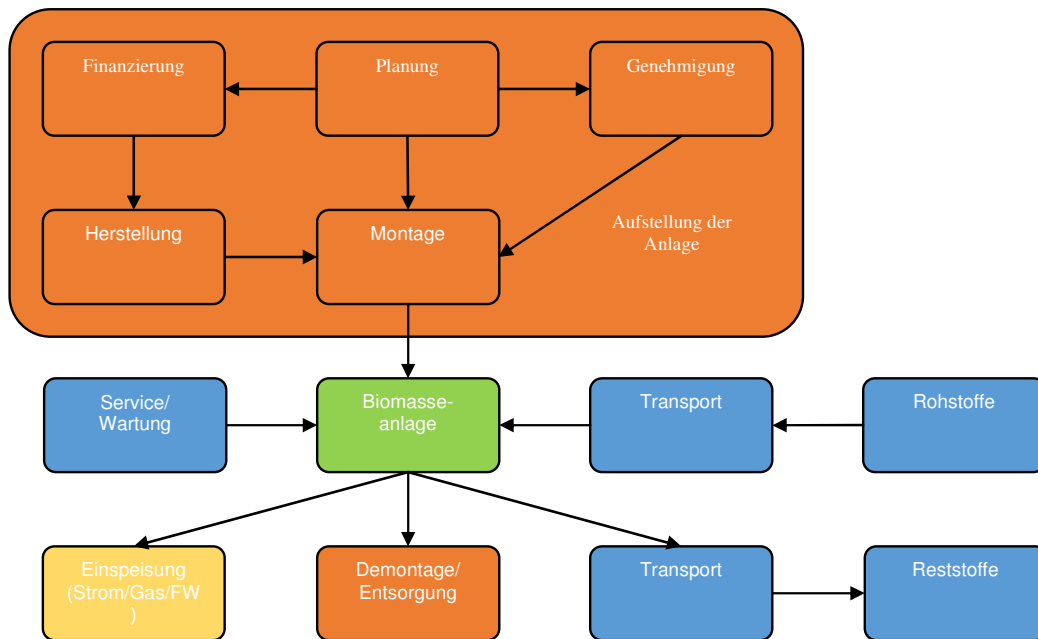 Finanzierung
Planung
Genehmigung
Herstellung
Montage
Aufstellung der
Anlage
Service/
Wartung
Biomasse-
anlage
Transport
Rohstoffe
Einspeisung
(Strom/Gas/FW
)
Demontage/
Entsorgung
Transport
Reststoffe